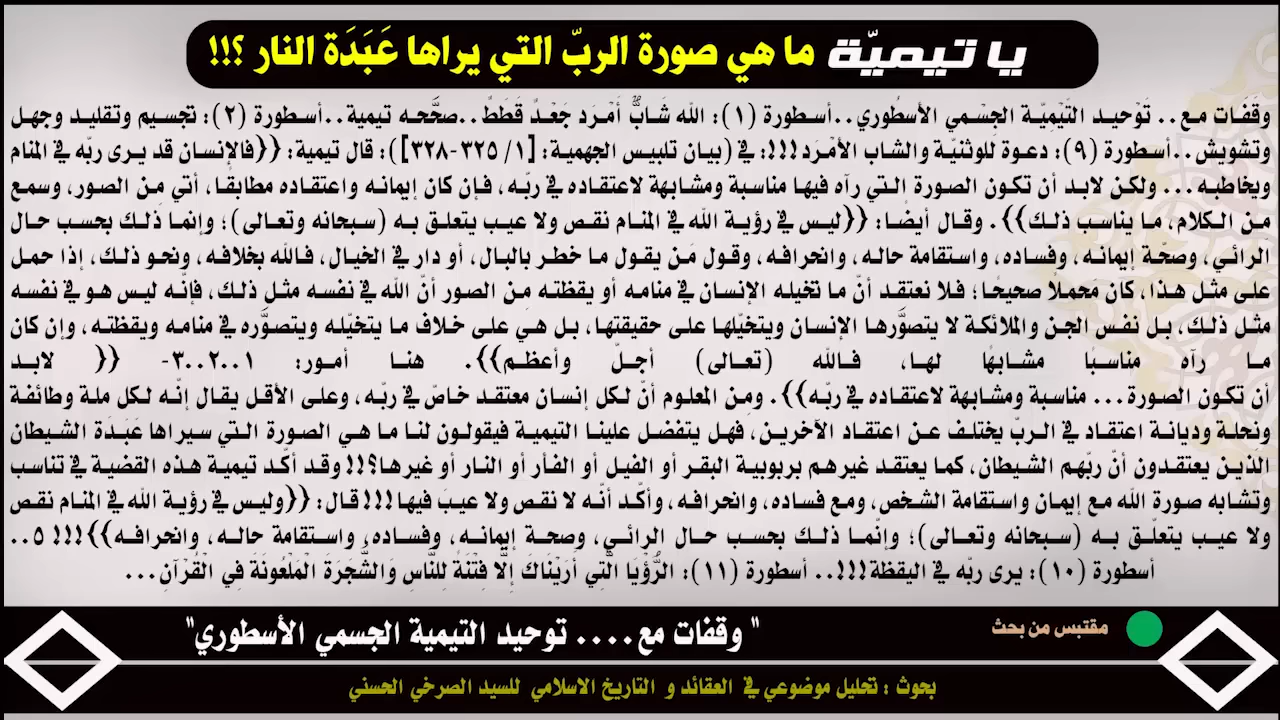 يا تيميّة ما هي صورة الربّ التي يراها عَبَدَة النار ؟!!!
وقَفات مع.. تَوْحيد التَّيْمِيّة الجِسْمي الأسطُوري..أسطورة (١): الله شَابٌّ أَمْرَد جَعْدٌ قَطَطٌ..صحَّحه تيمية..أسطورة (٢): تجسيم وتقليد وجهل
وتشويش..أسطورة (٩): دعوة للوثنيّة والشاب الأمْرَد!!!: في (بيان تلبيس الجهمية: [١/ ٣٢٥-٣٢٨]): قال تيمية: {{فالإنسان قد يرى ربّه في المنام
ويخاطبه... ولكن لابد أن تكون الصورة التي رآه فيها مناسبة ومشابهة لاعتقاده في ربّه، فإن كان إيمانه واعتقاده مطابقًا، أتي من الصور، وسمع
من الكلام، ما يناسب ذلك}}. وقال أيضًا: {{ليس في رؤية الله في المنام نقص ولا عيب يتعلق به (سبحانه وتعالى)؛ وإنما ذلك بحسب حال
الرائي، وصحّة إيمانه، وفساده، واستقامة حاله، وانحرافه، وقول مَن يقول ما خطر بالبال، أو دار في الخيال، فالله بخلافه، ونحو ذلك، إذا حمل
على مثل هذا، كان مَحملًا صحيحًا؛ فلا نعتقد أنّ ما تخيله الإنسان في منامه أو يقظته مِن الصور أنّ الله في نفسه مثل ذلك، فإنّه ليس هو في نفسه
مثل ذلك، بل نفس الجن والملائكة لا يتصوَّرها الإنسان ويتخيّلها على حقيقتها، بل هي على خلاف ما يتخيّله ويتصوَّره في منامه ويقظته، وإن كان
ما رآه مناسبًا مشابهًا لها، فالله (تعالى) أجلّ وأعظم}}. هنا أمور: ١..٢..٣- {{ لابد
أن تكون الصورة... مناسبة ومشابهة لاعتقاده في ربّه}}. ومِن المعلوم أنّ لكل إنسان معتقد خاصّ في ربّه، وعلى الأقل يقال إنّه لكل ملة وطائفة
ونحلة وديانة اعتقاد في الربّ يختلف عن اعتقاد الآخرين، فهل يتفضل علينا التيمية فيقولون لنا ما هي الصورة التي سيراها عَبَدَة الشيطان
الذين يعتقدون أنّ ربّهم الشيطان، كما يعتقد غيرهم بربوبية البقر أو الفيل أو الفأر أو النار أو غيرها؟!! وقد أكّد تيمية هذه القضية في تناسب
وتشابه صورة الله مع إيمان واستقامة الشخص، ومع فساده، وانحرافه، وأكّد أنّه لا نقص ولا عيبَ فيها!!! قال: {{وليس في رؤية الله في المنام نقص
ولا عيب يتعلّق به (سبحانه وتعالى)؛ وإنّما ذلك بحسب حال الرائي، وصحة إيمانه، وفساده، واستقامة حاله، وانحرافه}}!!! ٥..
أسطورة (١٠): يرى ربّه في اليقظة!!!.. أسطورة (١١): الرُّؤْيَا الَّتِي أَرَيْنَاكَ إِلَّا فِتْنَةً لِلنَّاسِ وَالشَّجَرَةَ الْمَلْعُونَةَ فِي الْقُرْآنِ...
مقتبس من بحث
" وقفات مع.... توحيد التيمية الجسمي الأسطوري"
بحوث : تحليل موضوعي في العقائد و التاريخ الاسلامي للسيد الصرخي الحسني